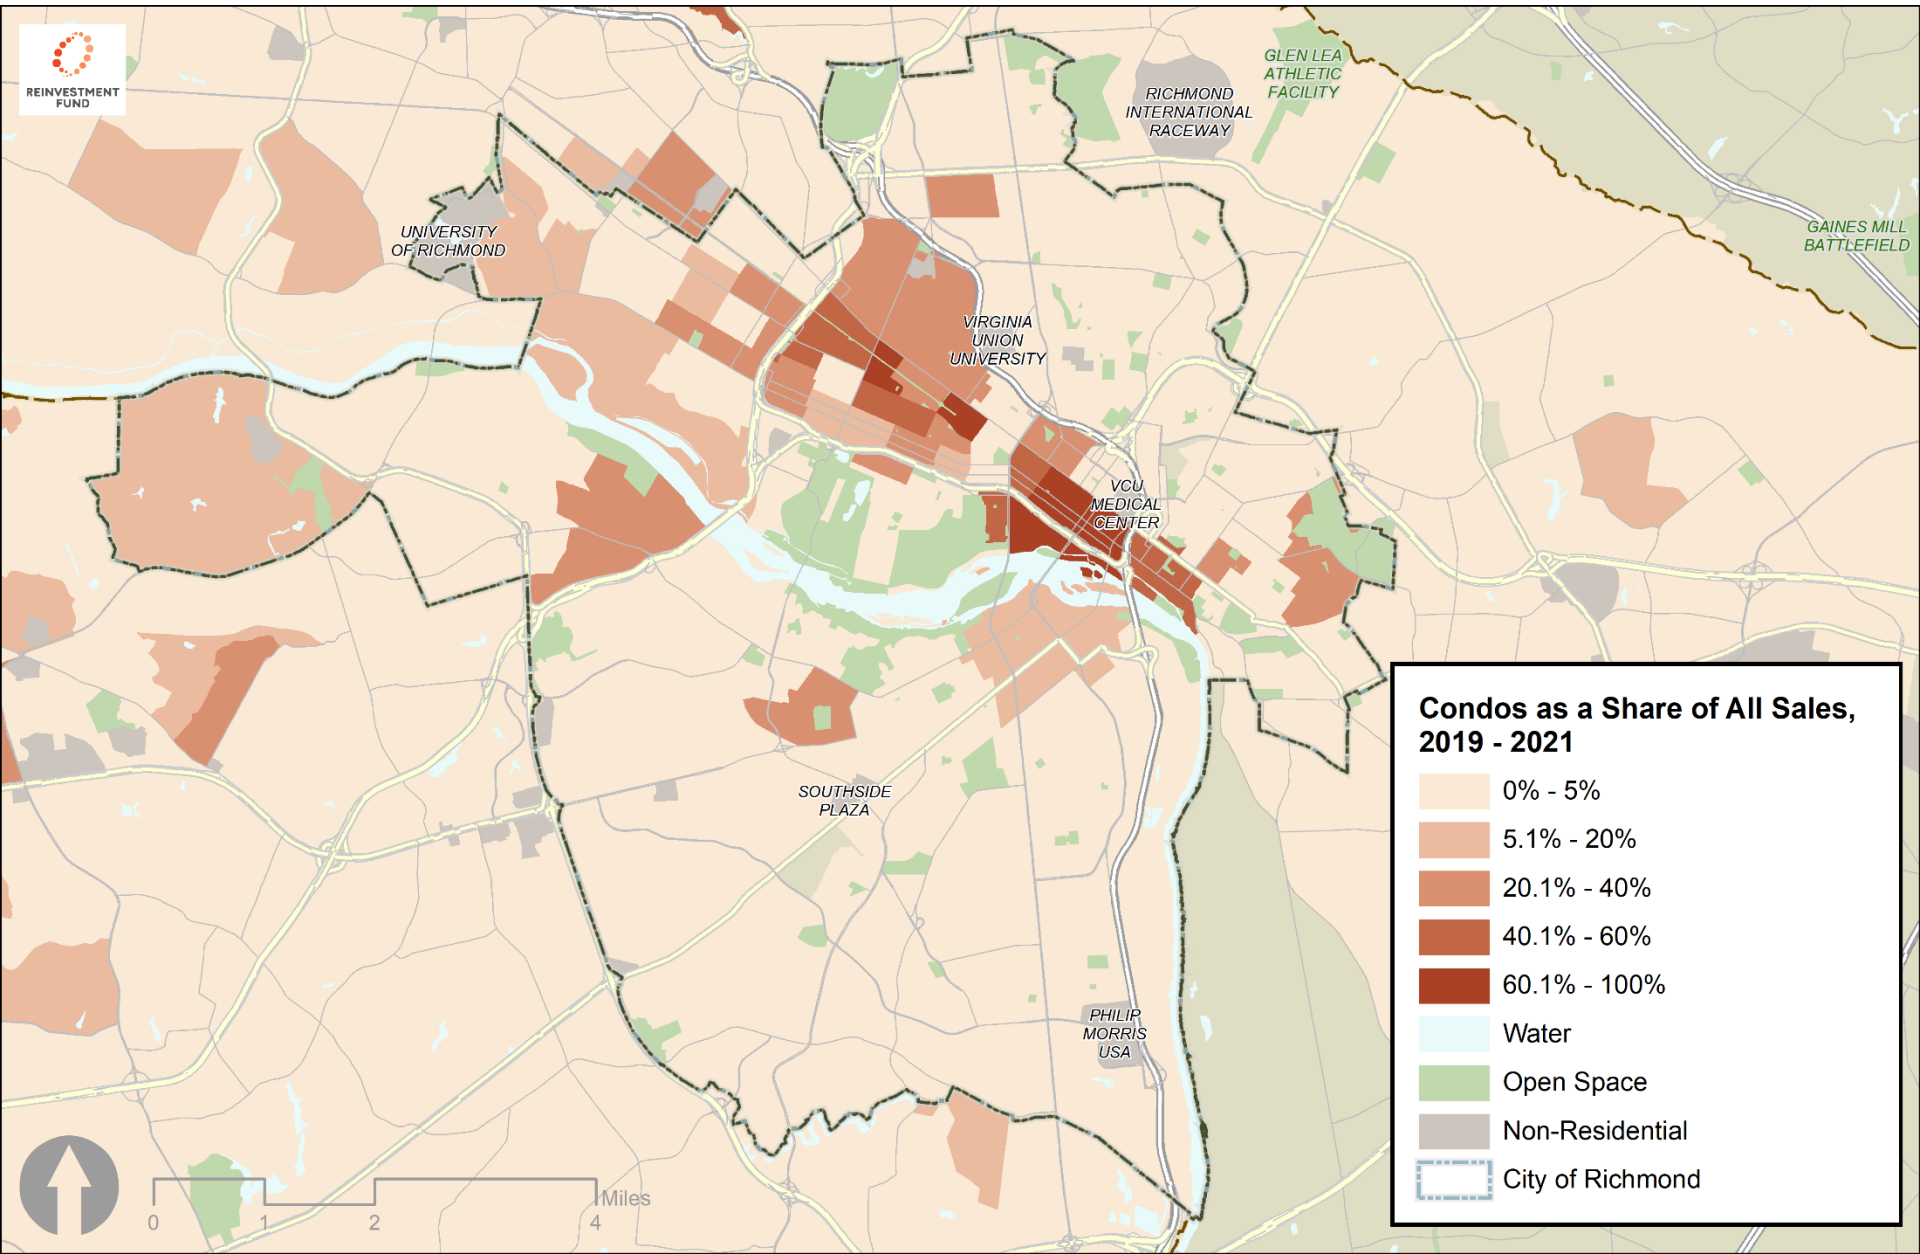 REINVESTMENT
FUND
GLEN LEA
ATHLETIC
FACILITY
RICHMOND
INTERNATIONAL
RACEWAY
UNIVERSITY
OF RICHMOND
GAINES MILL
BATTLEFIELD
VIRGINIA
UNION
UNIVERSITY
VCU
MEDICAL
CENTER
SOUTHSIDE
PLAZA
PHILIP
MORRIS
USA
Condos as a Share of All Sales,
2019 - 2021
0% - 5%
5.1% - 20%
20.1% - 40%
40.1% - 60%
60.1% - 100%
Water
Open Space
Non-Residential
City of Richmond
Miles
0 1 2 4